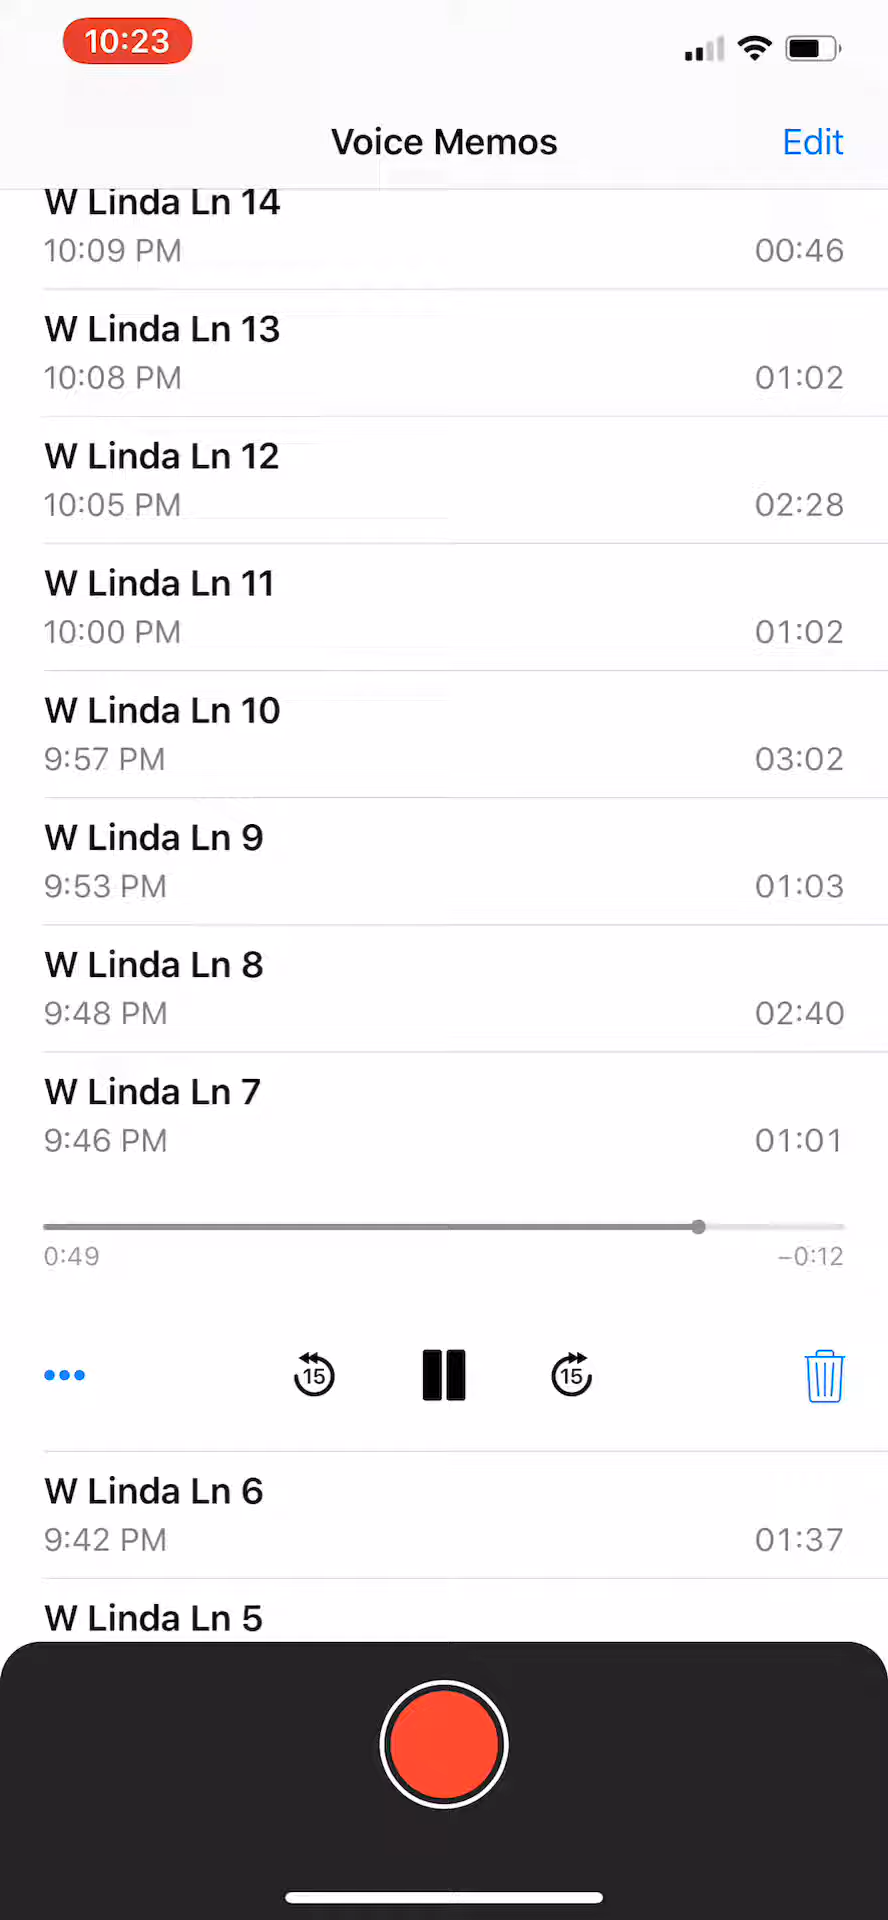 10:23
Voice Memos
Edit
W Linda Ln 14
10:09 PM
00:46
W Linda Ln 13
10:08 PM
01:02
W Linda Ln 12
10:05 PM
02:28
W Linda Ln 11
10:00 PM
01:02
W Linda Ln 10
9:57 PM
03:02
W Linda Ln 9
9:53 PM
01:03
W Linda Ln 8
9:48 PM
02:40
W Linda Ln 7
9:46 PM
01:01
0:49
−0:12
15
15
W Linda Ln 6
9:42 PM
01:37
W Linda Ln 5